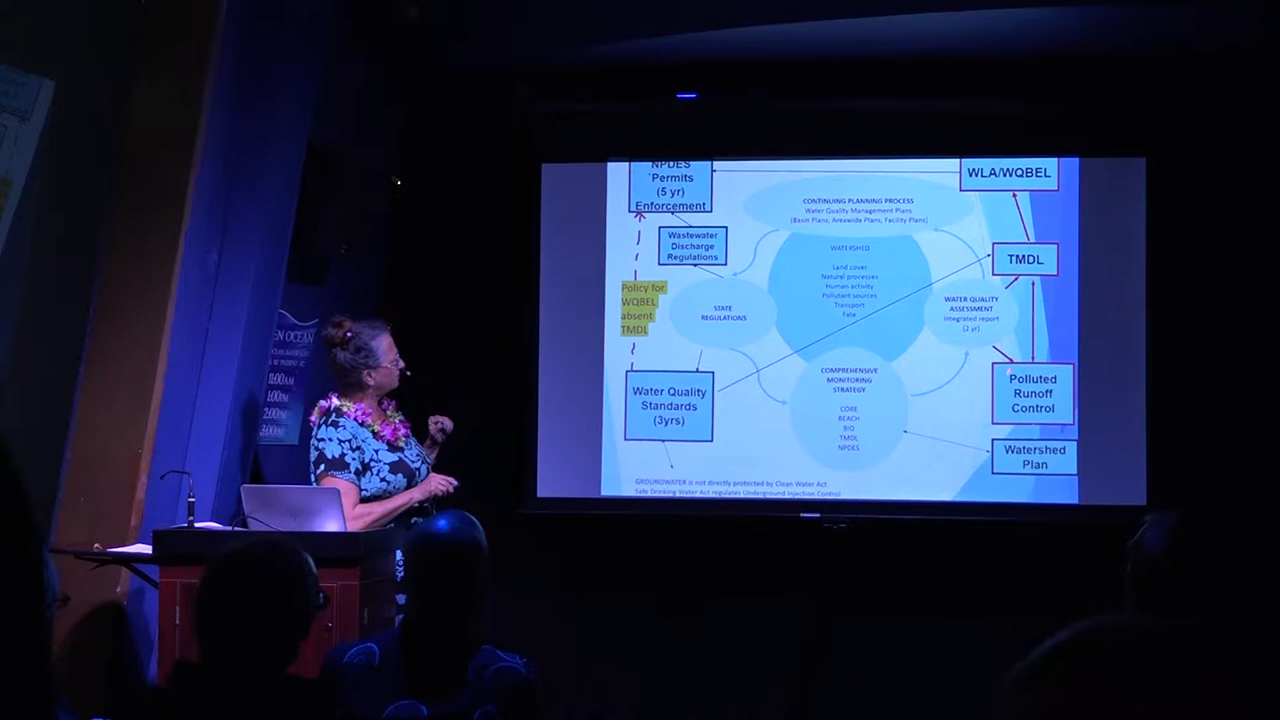 NPDES
Permits
(5 yr)
Enforcement
WLA/WQBEL
CONTINUING PLANNING PROCESS
Water Quality Management Plans
(Basin Plans, Areawide Plans, Facility Plans)
Wastewater
Discharge
Regulations
WATERSHED
Land cover
Natural processes
Human activity
Pollutant sources
Transport
Fate
TMDL
Policy for
WQBEL
absent
TMDL
STATE
REGULATIONS
WATER QUALITY
ASSESSMENT
Integrated report
(2 yr)
Water Quality
Standards
(3yrs)
COMPREHENSIVE
MONITORING
STRATEGY
CORE
BEACH
BIO
TMDL
NPDES
Polluted
Runoff
Control
Watershed
Plan
GROUNDWATER is not directly protected by Clean Water Act
Safe Drinking Water Act regulates Underground Injection Control
EN OCEAN
11:00AM
1:00PM
2:00PM
3:00PM